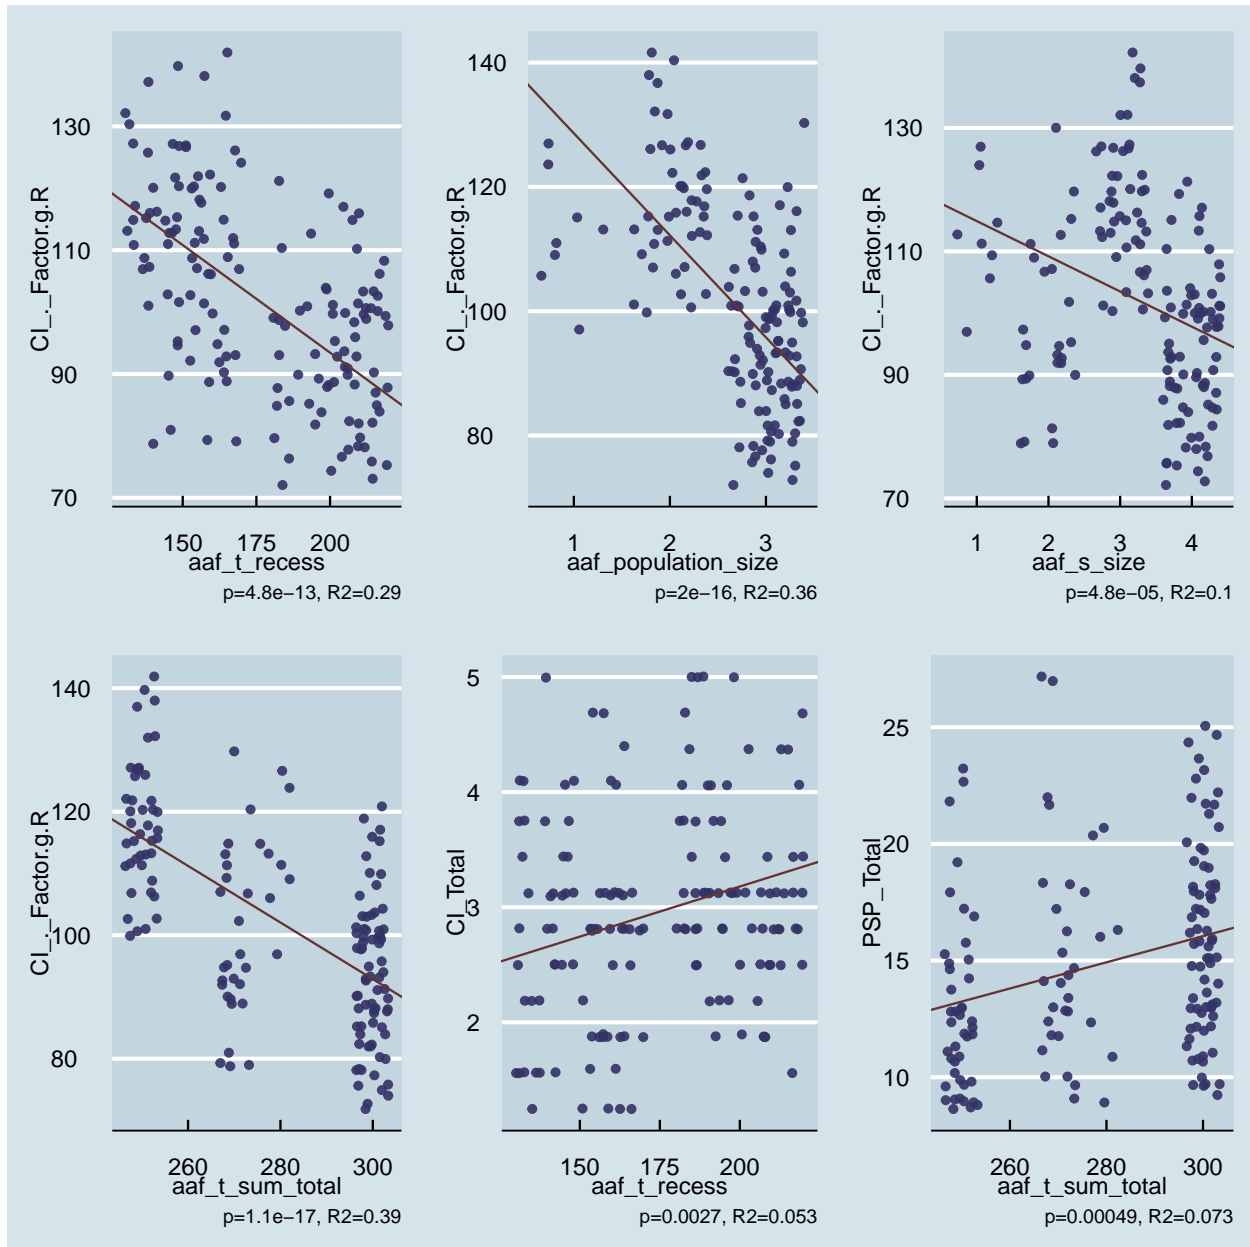 CI_._Factor.g.R
130
110
90
70
150 175 200
aaf_t_recess
p=4.8e−13, R2=0.29
CI_._Factor.g.R
140
120
100
80
1 2 3
aaf_population_size
p=2e−16, R2=0.36
CI_._Factor.g.R
130
110
90
70
1 2 3 4
aaf_s_size
p=4.8e−05, R2=0.1
CI_._Factor.g.R
140
120
100
80
260 280 300
aaf_t_sum_total
p=1.1e−17, R2=0.39
CI_Total
5
4
3
2
150 175 200
aaf_t_recess
p=0.0027, R2=0.053
PSP_Total
25
20
15
10
260 280 300
aaf_t_sum_total
p=0.00049, R2=0.073